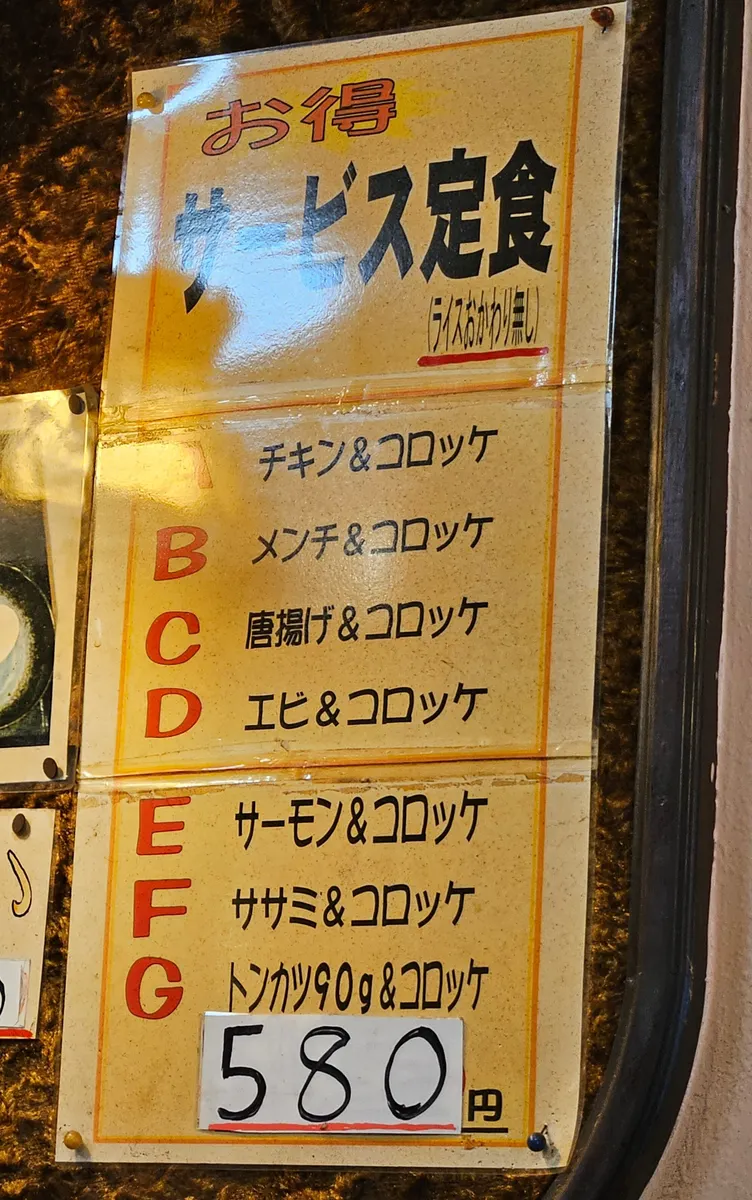 お得
サービス定食
(ライスおかわり無し)
チキン&コロッケ
B メンチ&コロッケ
C 唐揚げ&コロッケ
D エビ&コロッケ
E サーモン&コロッケ
F ササミ&コロッケ
G トンカツ90g&コロッケ
580円